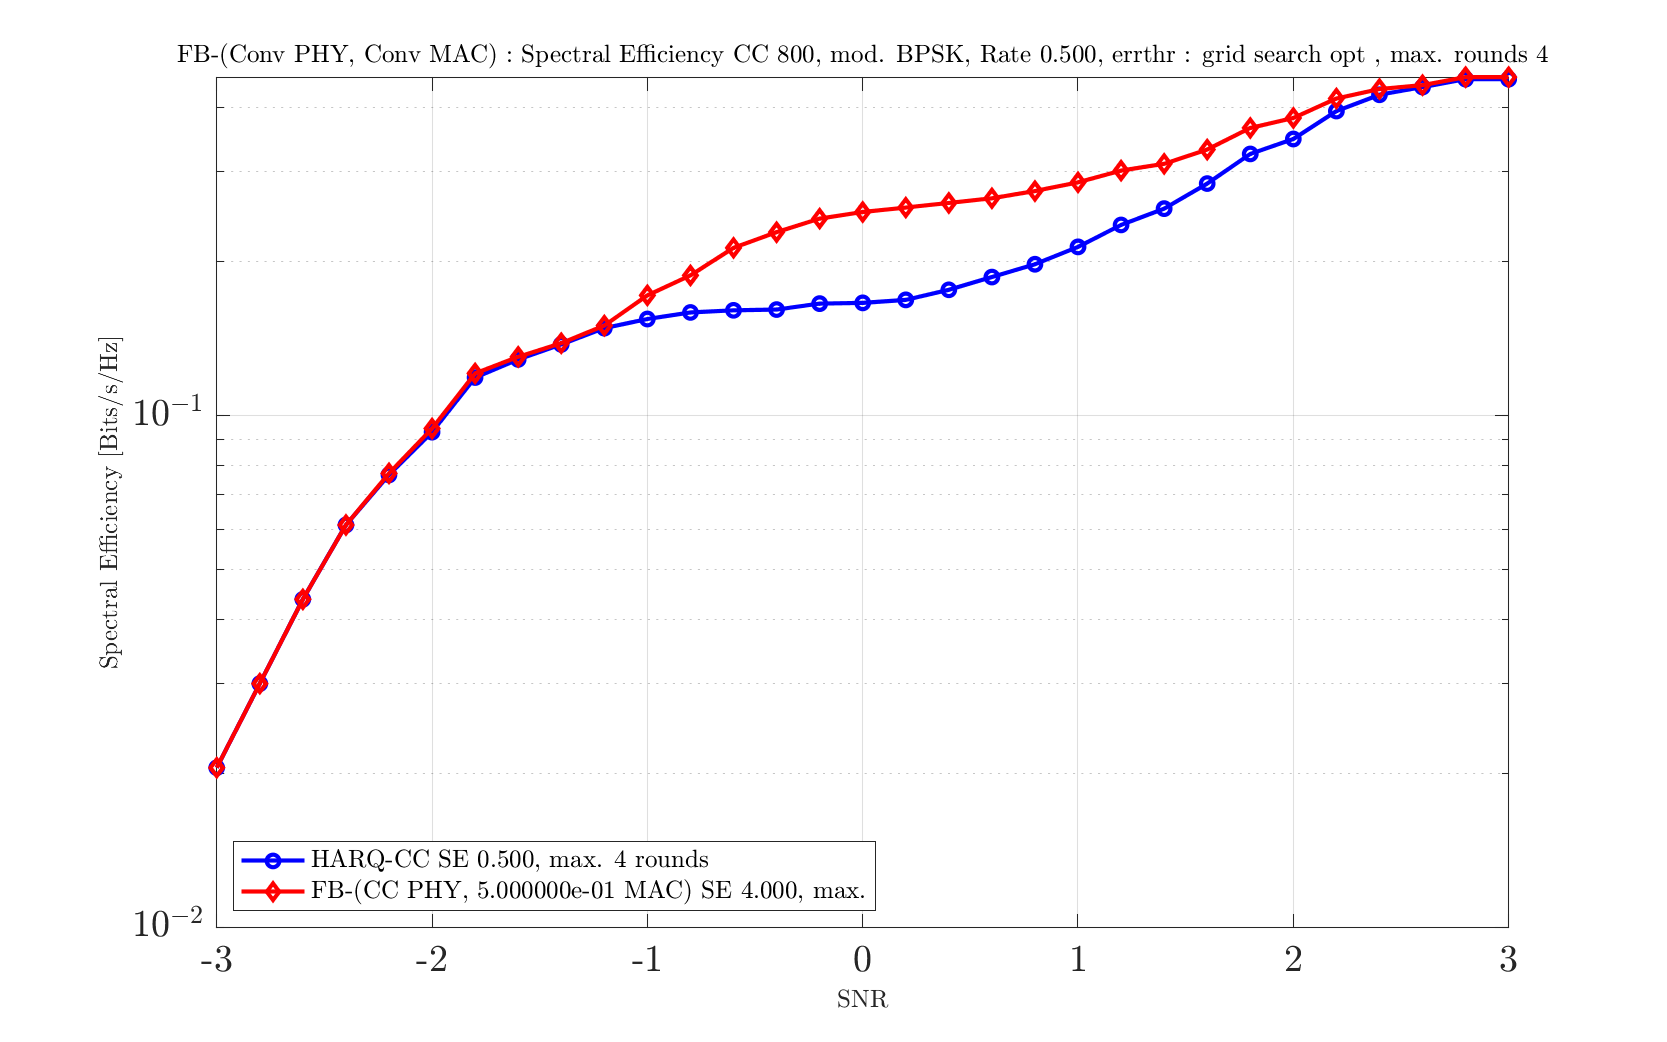 FB-(Conv PHY, Conv MAC) : Spectral Efficiency CC 800, mod. BPSK, Rate 0.500, errthr : grid search opt , max. rounds 4
Spectral Efficiency [Bits/s/Hz]
10⁻¹
10⁻²
HARQ-CC SE 0.500, max. 4 rounds
FB-(CC PHY, 5.000000e-01 MAC) SE 4.000, max.
-3 -2 -1 0 1 2 3
SNR